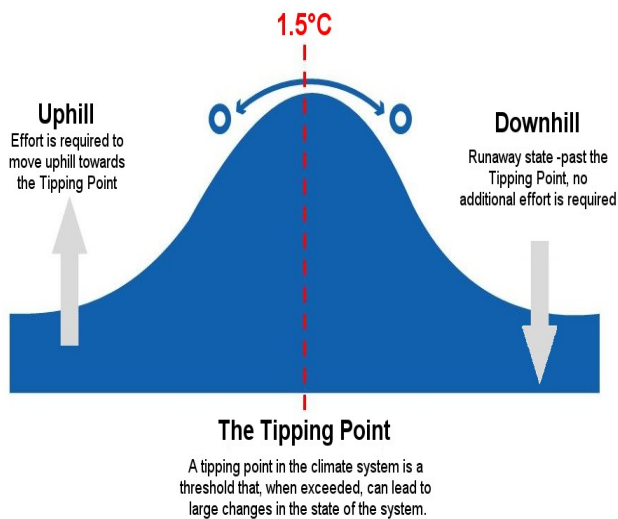 1.5°C
Uphill
Effort is required to
move uphill towards
the Tipping Point
Downhill
Runaway state -past the
Tipping Point, no
additional effort is required
The Tipping Point
A tipping point in the climate system is a
threshold that, when exceeded, can lead to
large changes in the state of the system.